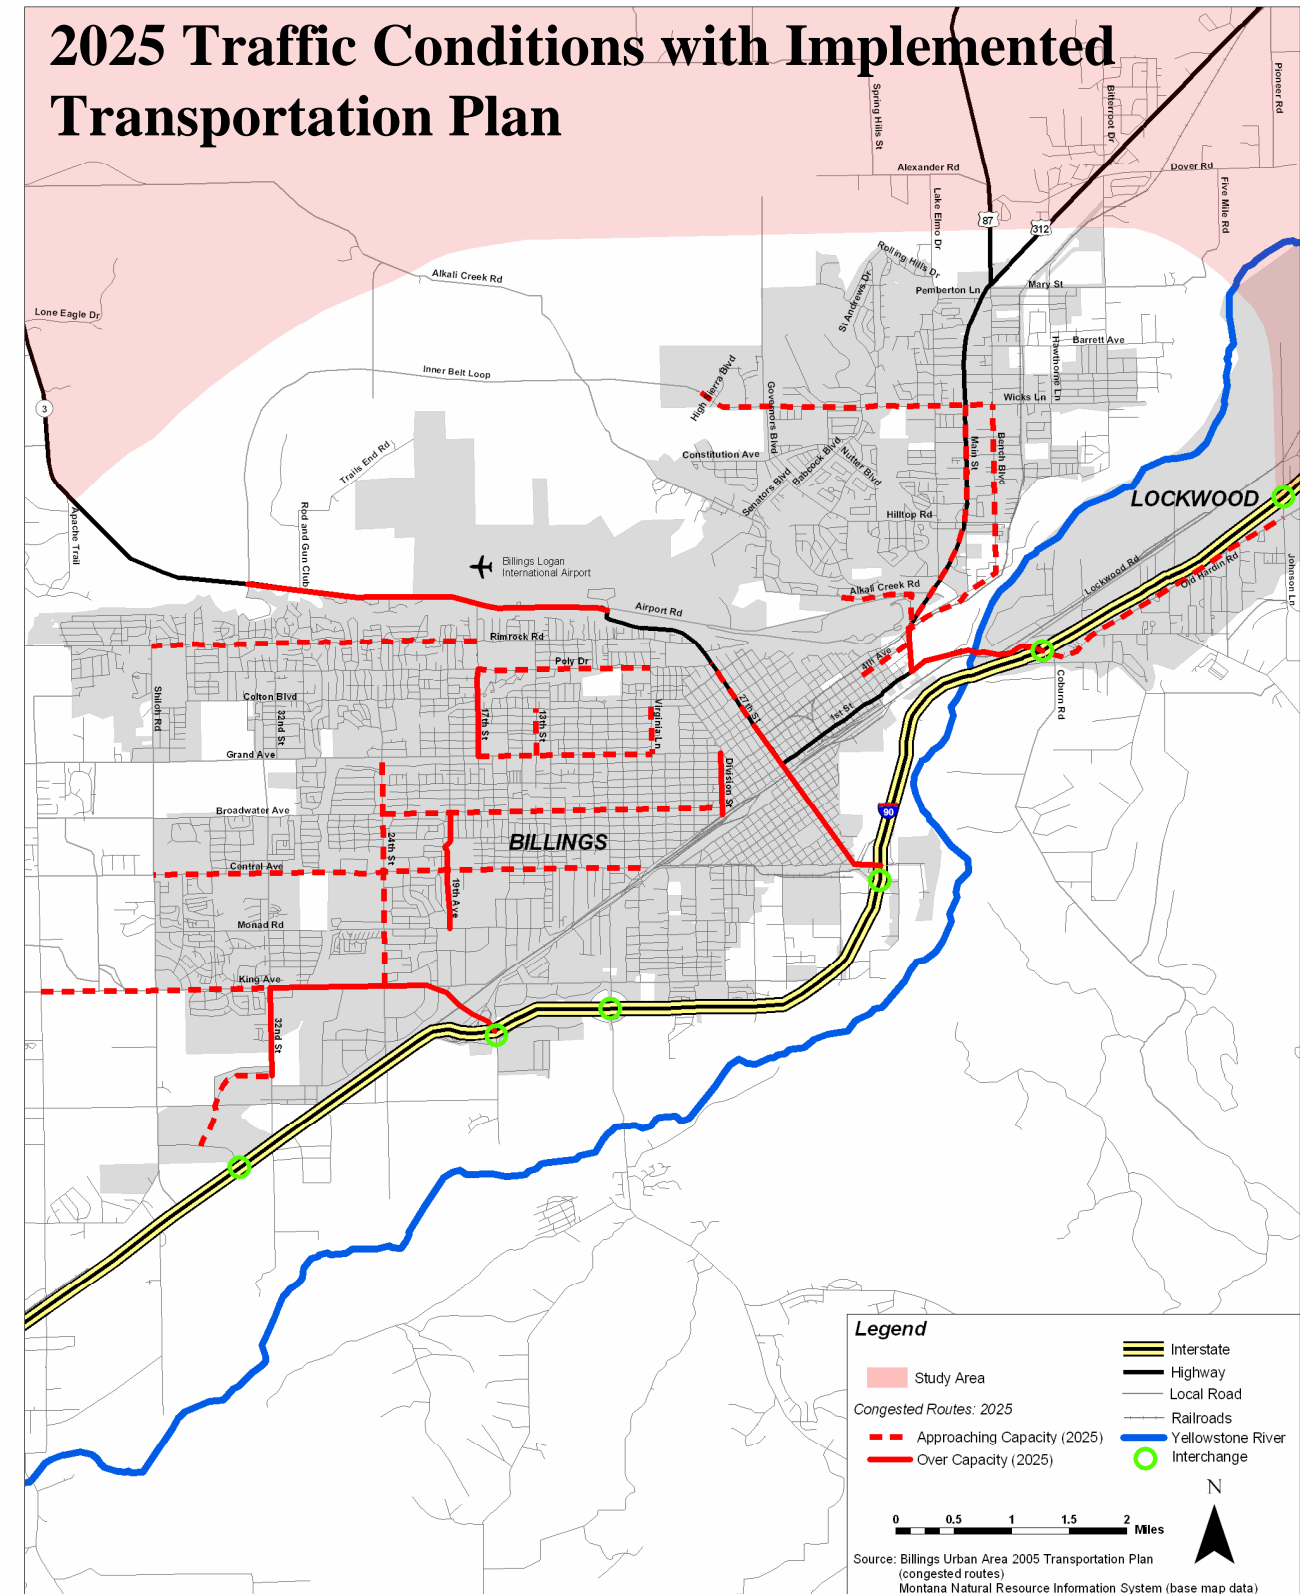 2025 Traffic Conditions with Implemented
Transportation Plan
Pioneer Rd
Spring Hills St
Bitterroot Dr
Alexander Rd
Dover Rd
Five Mile Rd
Lake Elmo Dr
87
312
Rolling Hills Dr
Alkali Creek Rd
Pemberton Ln
Mary St
St Andrews Dr
Lone Eagle Dr
Barrett Ave
Hawthorne Ln
Inner Belt Loop
High Sierra Blvd
Governors Blvd
Wicks Ln
3
Main St
Bench Blvd
Trails End Rd
Constitution Ave
Babcock Blvd
Nutter Blvd
Senators Blvd
LOCKWOOD
Hilltop Rd
Apache Trail
Rod and Gun Club
Billings Logan
International Airport
Lockwood Rd
Old Hardin Rd
Johnson Ln
Alkali Creek Rd
Airport Rd
Rimrock Rd
4th Ave
Poly Dr
Shiloh Rd
Colton Blvd
32nd St
17th St
13th St
Virginia Ln
27th St
1st St
Coburn Rd
Grand Ave
Division St
Broadwater Ave
90
24th St
BILLINGS
Central Ave
19th Ave
Monad Rd
King Ave
32nd St
Legend
Study Area
Congested Routes: 2025
Approaching Capacity (2025)
Over Capacity (2025)
Interstate
Highway
Local Road
Railroads
Yellowstone River
Interchange
N
0 0.5 1 1.5 2
Miles
Source: Billings Urban Area 2005 Transportation Plan
(congested routes)
Montana Natural Resource Information System (base map data)